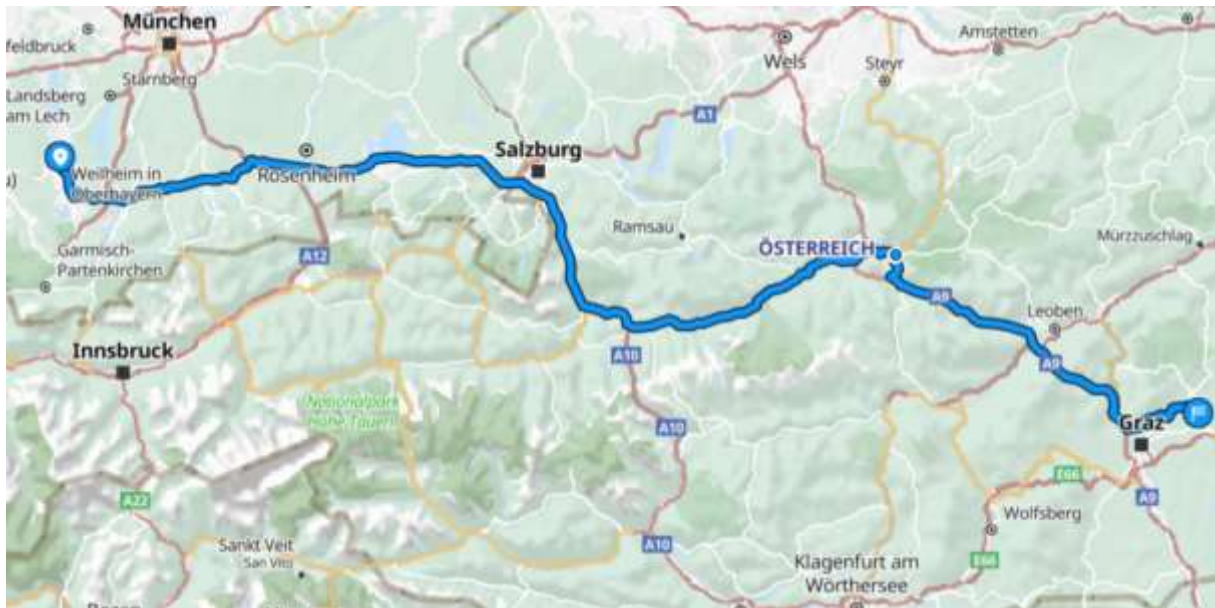 München
feldbruck
Starnberg
Landsberg
am Lech
Weilheim in
Oberbayern
u)
Rosenheim
Garmisch-
Partenkirchen
A12
Innsbruck
Salzburg
A1
Wels
Steyr
Amstetten
Ramsau
ÖSTERREICH
Mürzzuschlag
A9
Leoben
A10
A9
Nationalpark
Hohe Tauern
Graz
A10
E66
A9
A22
Wolfsberg
Sankt Veit
San Vito
A10
E66
Klagenfurt am
Wörthersee